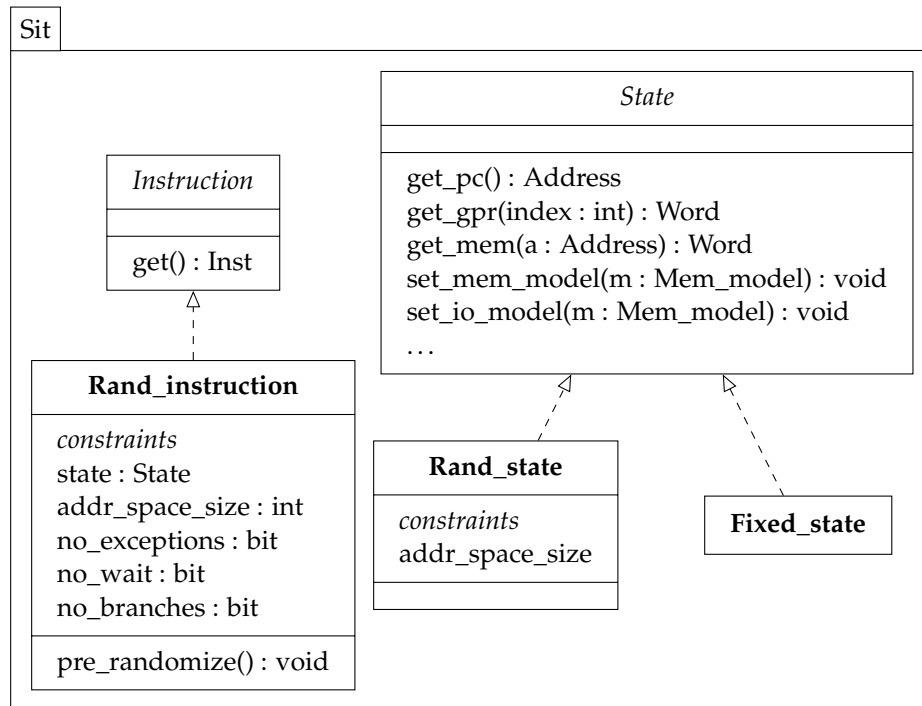 Sit
State
get_pc() : Address
get_gpr(index : int) : Word
get_mem(a : Address) : Word
set_mem_model(m : Mem_model) : void
set_io_model(m : Mem_model) : void
. . .
Instruction
get() : Inst
Rand_instruction
constraints
state : State
addr_space_size : int
no_exceptions : bit
no_wait : bit
no_branches : bit
pre_randomize() : void
Rand_state
constraints
addr_space_size
Fixed_state